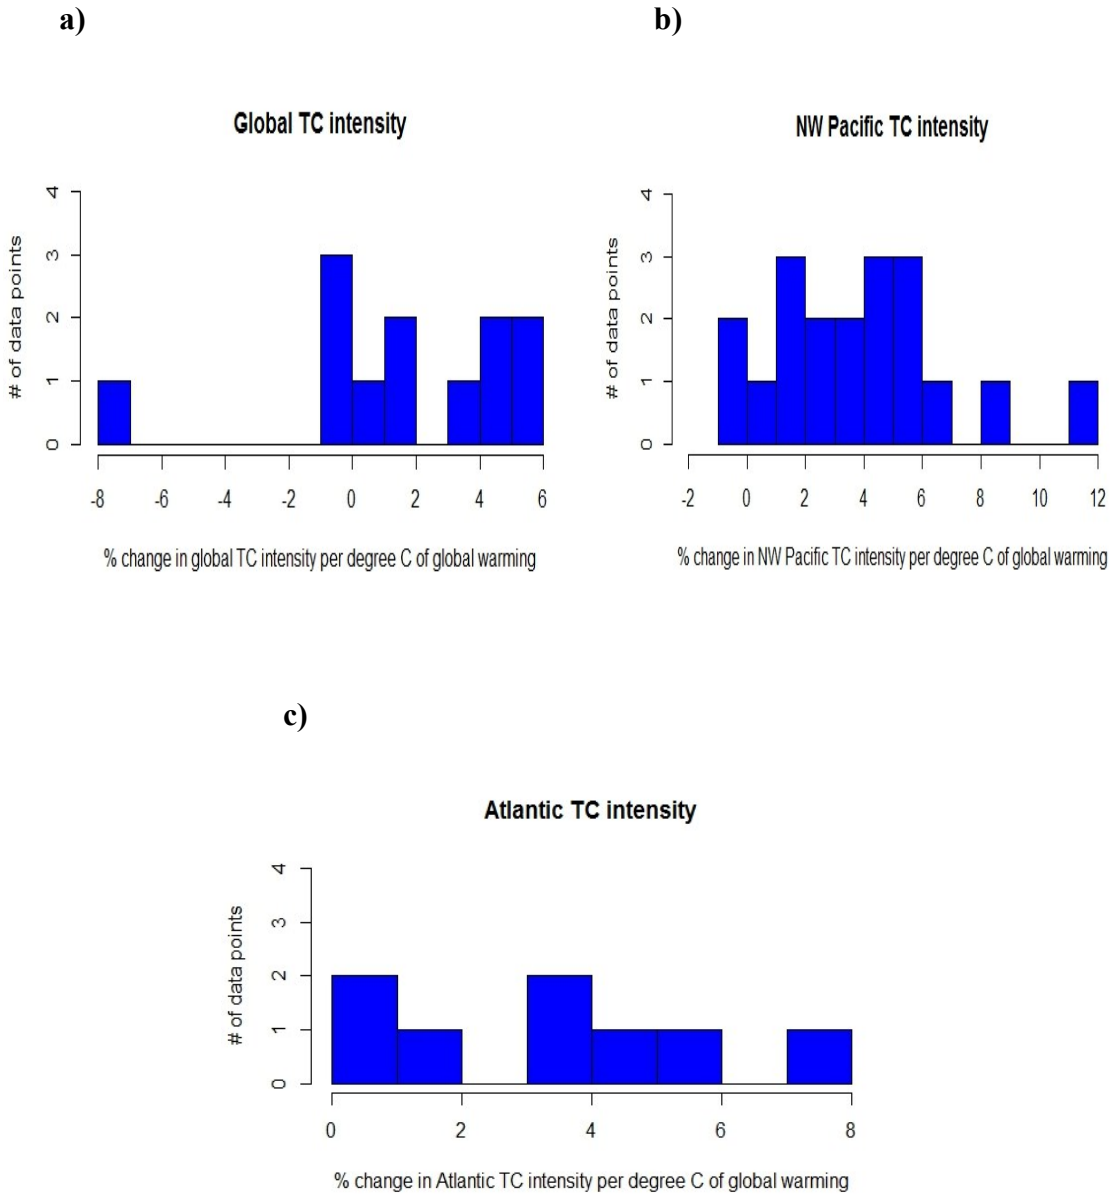 a)
Global TC intensity
# of data points
4
3
2
1
0
-8 -6 -4 -2 0 2 4 6
% change in global TC intensity per degree C of global warming
b)
NW Pacific TC intensity
# of data points
4
3
2
1
0
-2 0 2 4 6 8 10 12
% change in NW Pacific TC intensity per degree C of global warming
c)
Atlantic TC intensity
# of data points
4
3
2
1
0
0 2 4 6 8
% change in Atlantic TC intensity per degree C of global warming